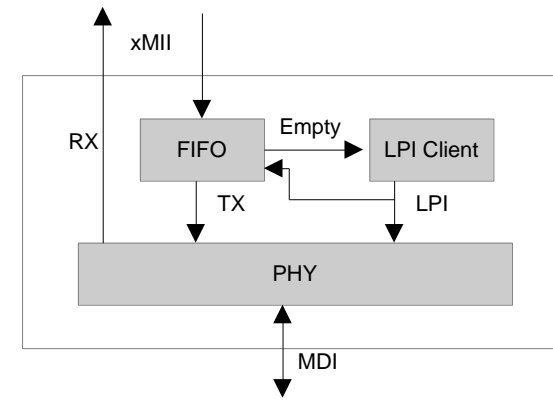 xMII
RX
Empty
FIFO
LPI Client
TX
LPI
PHY
MDI